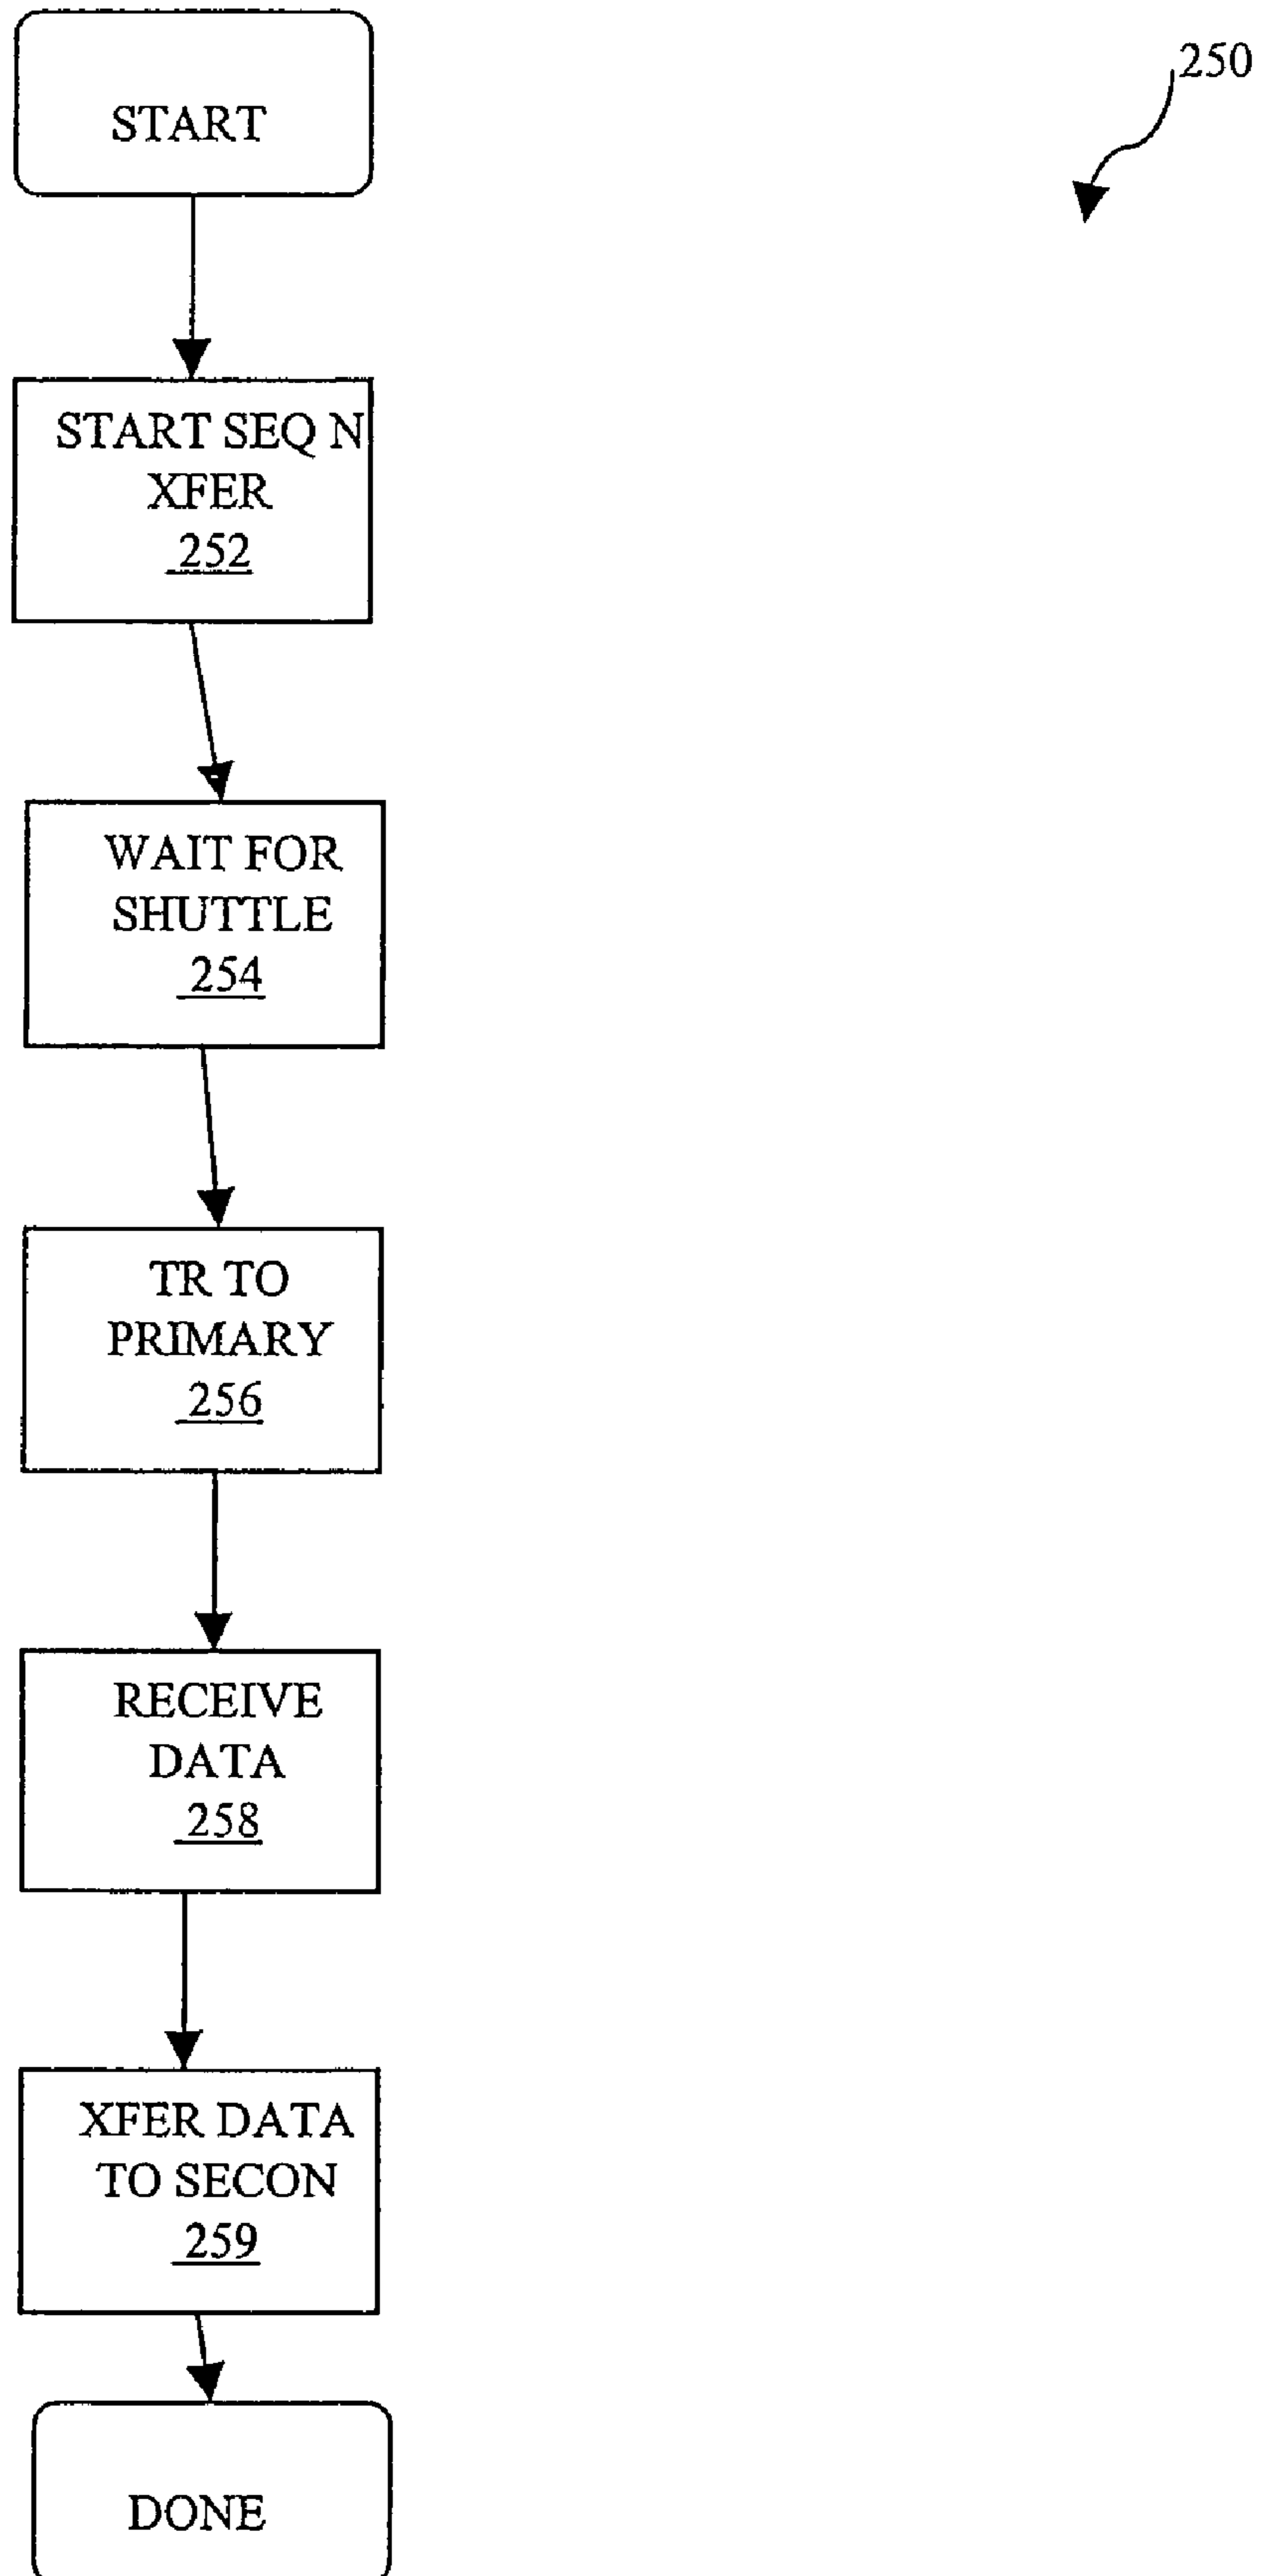 250
START
START SEQ N
XFER
252
WAIT FOR
SHUTTLE
254
TR TO
PRIMARY
256
RECEIVE
DATA
258
XFER DATA
TO SECON
259
DONE